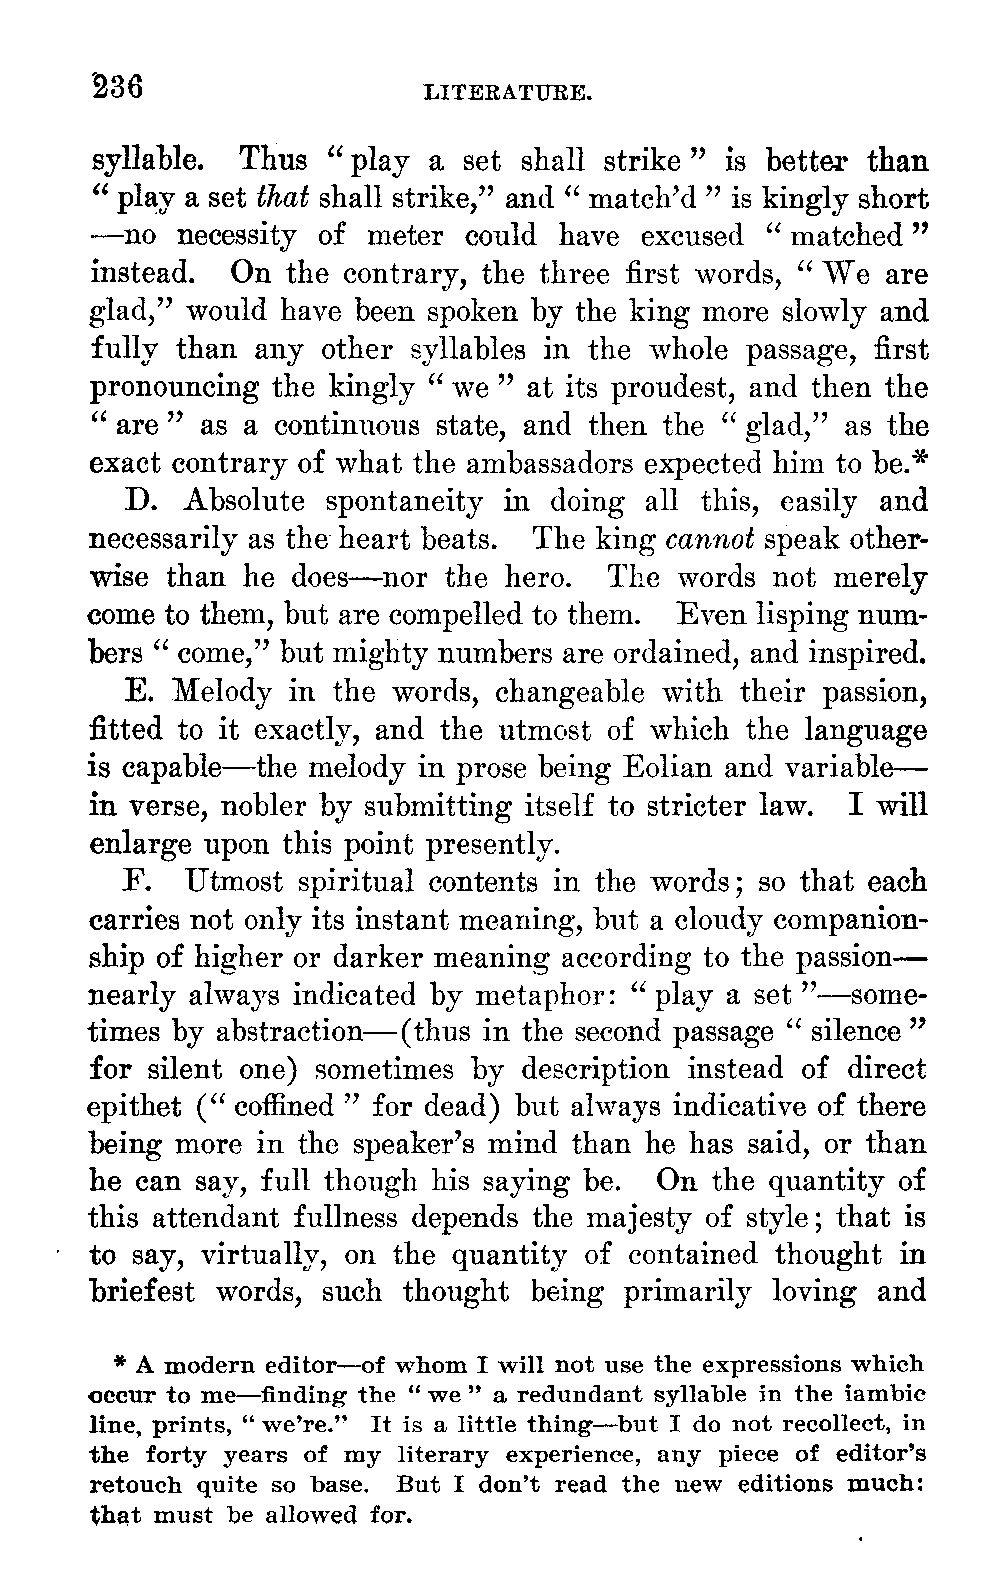 236 LITERATURE.
syllable. Thus “ play a set shall strike ” is better than
“ play a set that shall strike,” and “ match’d ” is kingly short
—no necessity of meter could have excused “ matched ”
instead. On the contrary, the three first words, “ We are
glad,” would have been spoken by the king more slowly and
fully than any other syllables in the whole passage, first
pronouncing the kingly “ we ” at its proudest, and then the
“ are ” as a continuous state, and then the “ glad,” as the
exact contrary of what the ambassadors expected him to be.*
D. Absolute spontaneity in doing all this, easily and
necessarily as the heart beats. The king cannot speak other-
wise than he does—nor the hero. The words not merely
come to them, but are compelled to them. Even lisping num-
bers “ come,” but mighty numbers are ordained, and inspired.
E. Melody in the words, changeable with their passion,
fitted to it exactly, and the utmost of which the language
is capable—the melody in prose being Eolian and variable—
in verse, nobler by submitting itself to stricter law. I will
enlarge upon this point presently.
F. Utmost spiritual contents in the words; so that each
carries not only its instant meaning, but a cloudy companion-
ship of higher or darker meaning according to the passion—
nearly always indicated by metaphor: “ play a set ”—some-
times by abstraction—(thus in the second passage “ silence ”
for silent one) sometimes by description instead of direct
epithet (“ coffined ” for dead) but always indicative of there
being more in the speaker’s mind than he has said, or than
he can say, full though his saying be. On the quantity of
this attendant fullness depends the majesty of style; that is
to say, virtually, on the quantity of contained thought in
briefest words, such thought being primarily loving and
* A modern editor—of whom I will not use the expressions which
occur to me—finding the “ we ” a redundant syllable in the iambic
line, prints, “ we’re.” It is a little thing—but I do not recollect, in
the forty years of my literary experience, any piece of editor’s
retouch quite so base. But I don’t read the new editions much:
that must be allowed for.